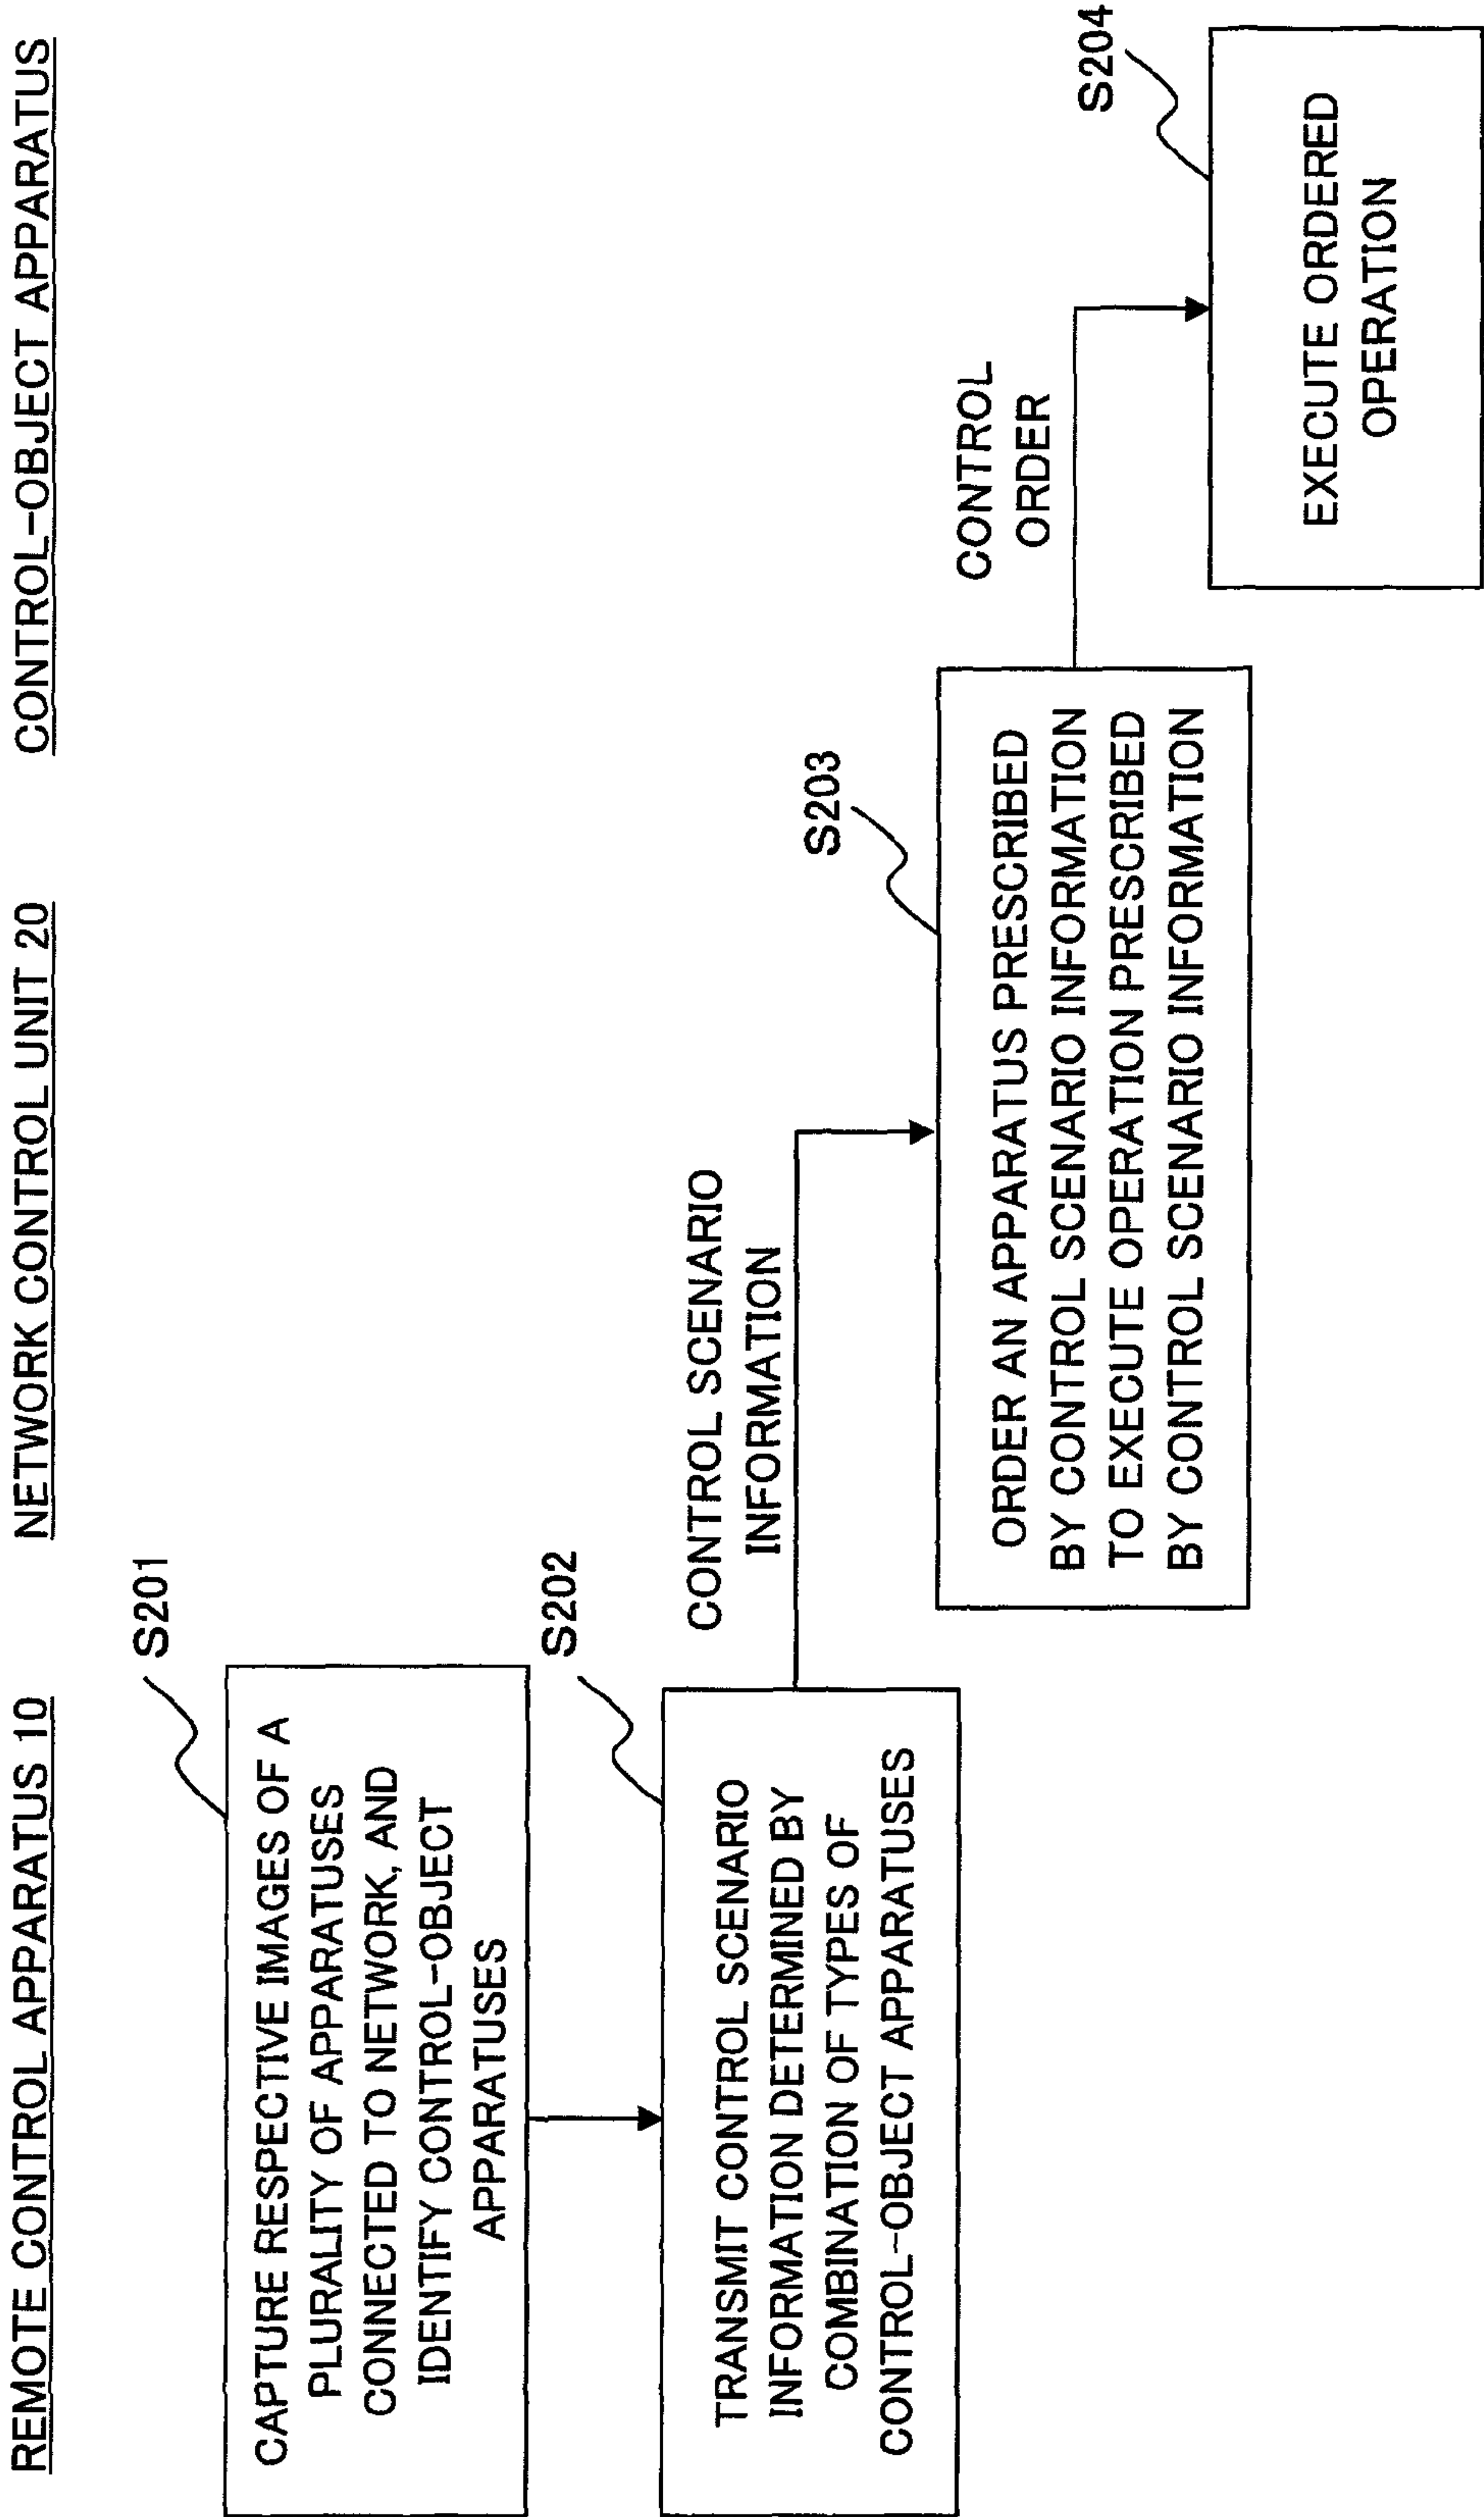 REMOTE CONTROL APPARATUS 10
NETWORK CONTROL UNIT 20
CONTROL-OBJECT APPARATUS
S201
CAPTURE RESPECTIVE IMAGES OF A
PLURALITY OF APPARATUSES
CONNECTED TO NETWORK, AND
IDENTIFY CONTROL-OBJECT
APPARATUSES
S202
TRANSMIT CONTROL SCENARIO
INFORMATION DETERMINED BY
COMBINATION OF TYPES OF
CONTROL-OBJECT APPARATUSES
CONTROL SCENARIO
INFORMATION
S203
ORDER AN APPARATUS PRESCRIBED
BY CONTROL SCENARIO INFORMATION
TO EXECUTE OPERATION PRESCRIBED
BY CONTROL SCENARIO INFORMATION
CONTROL
ORDER
S204
EXECUTE ORDERED
OPERATION